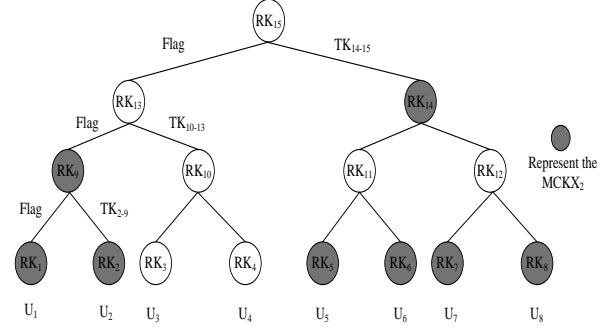 RK15
Flag TK14-15
RK13 RK14
Flag TK10-13
RK9 RK10 RK11 RK12
Represent the
MCKX2
Flag TK2-9
RK1 RK2 RK3 RK4 RK5 RK6 RK7 RK8
U1 U2 U3 U4 U5 U6 U7 U8